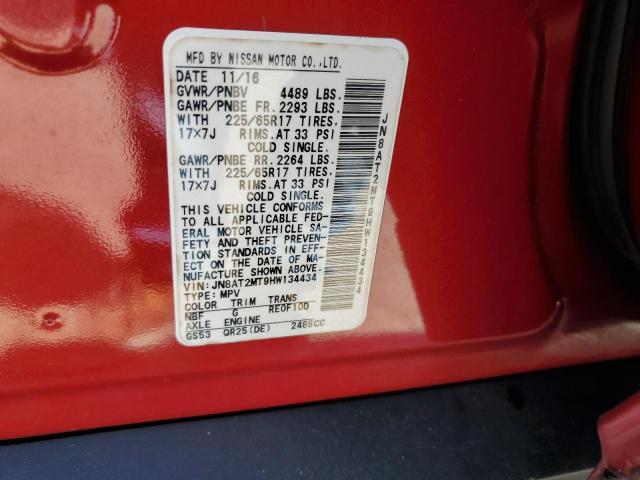 MFD BY NISSAN MOTOR CO.,LTD.
DATE 11/16
GVWR/PNBV 4489 LBS.
GAWR/PNBE FR. 2293 LBS.
WITH 225/65R17 TIRES.
17×7J RIMS. AT 33 PSI
COLD SINGLE.
GAWR/PNBE RR. 2264 LBS.
WITH 225/65R17 TIRES.
17×7J RIMS. AT 33 PSI
COLD SINGLE.
THIS VEHICLE CONFORMS
TO ALL APPLICABLE FED-
ERAL MOTOR VEHICLE SA-
FETY AND THEFT PREVEN-
TION STANDARDS IN EFF-
ECT ON THE DATE OF MA-
NUFACTURE SHOWN ABOVE.
VIN: JN8AT2MT9HW134434
TYPE: MPV
COLOR TRIM TRANS
NBF G RE0F10D
AXLE ENGINE
GS53 QR25(DE) 2488CC
JN8AT2MT9HW134434